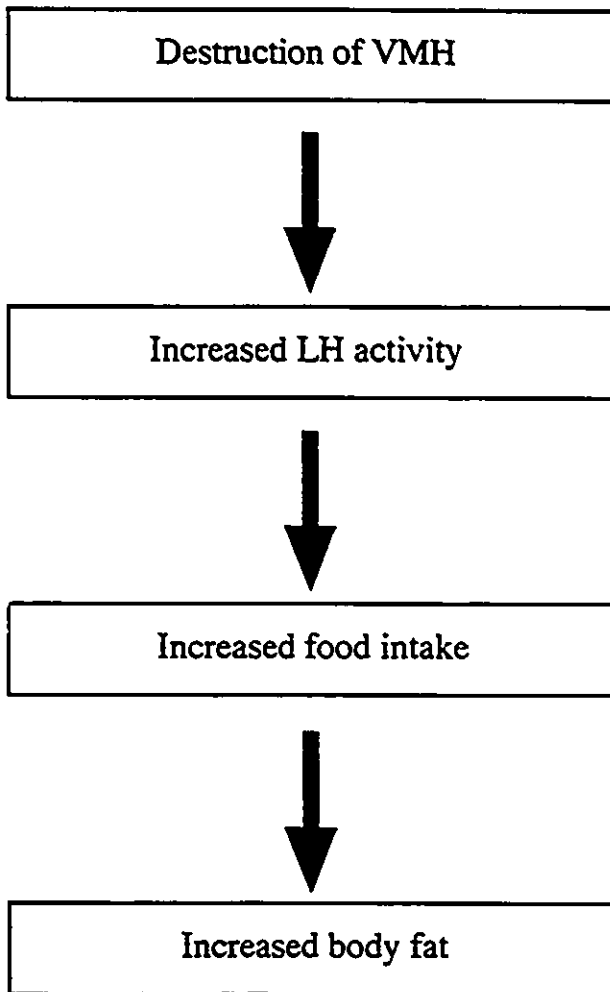 Destruction of VMH
Increased LH activity
Increased food intake
Increased body fat